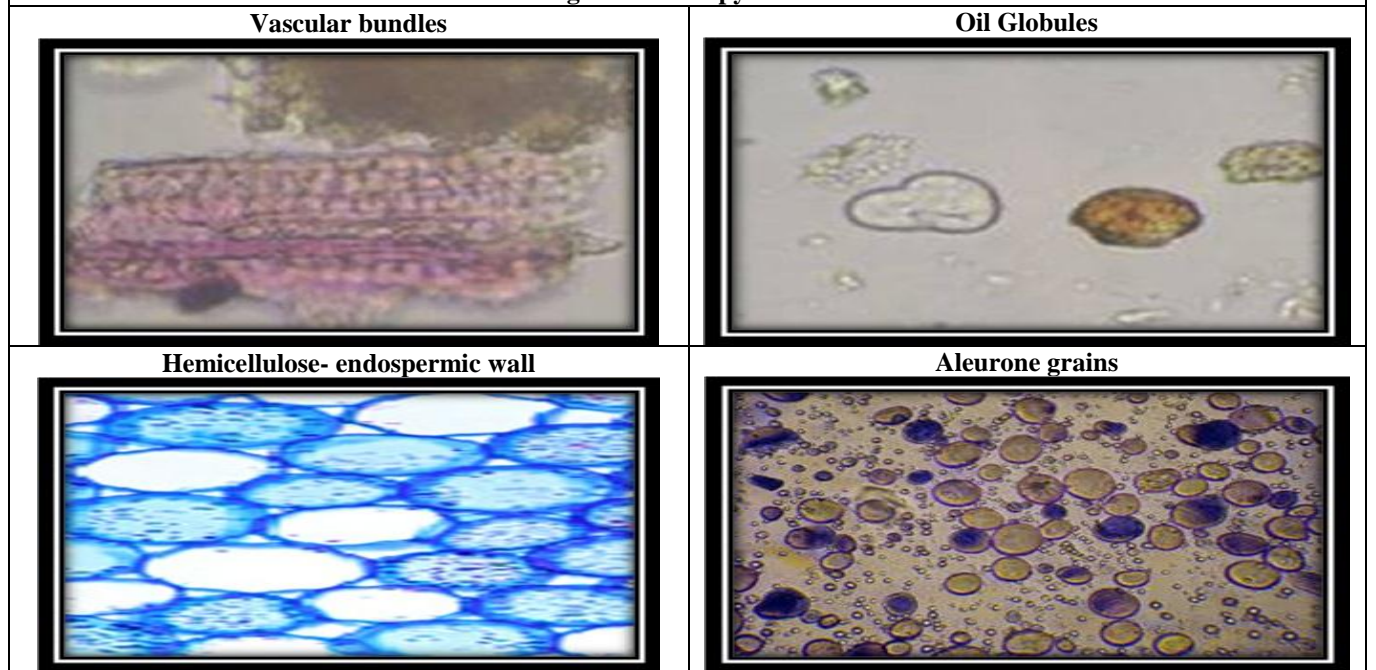 Vascular bundles
Oil Globules
Hemicellulose- endospermic wall
Aleurone grains